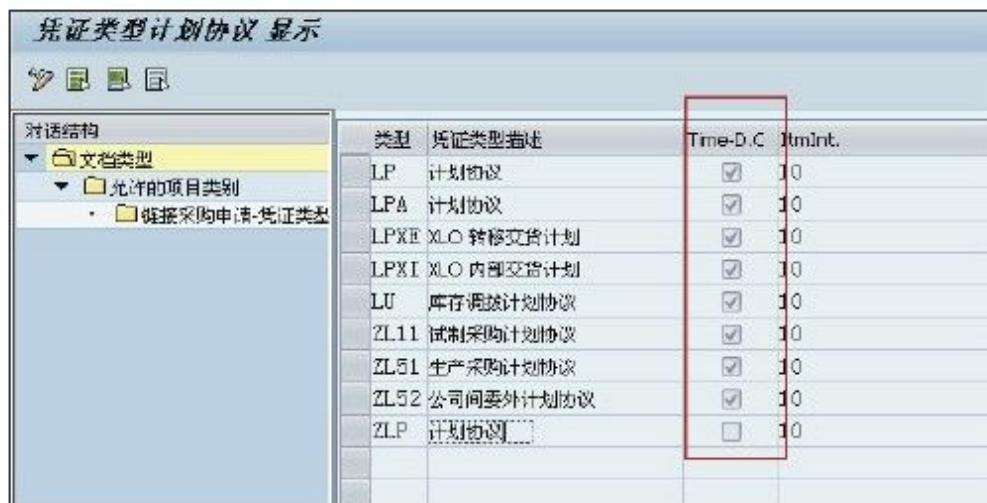 凭证类型计划协议 显示
对话结构
文档类型
允许的项目类别
链接采购申请-凭证类型
类型 凭证类型描述 Time-D.C ItmInt.
LP 计划协议 10
LPA 计划协议 10
LPXE XLO 转移交货计划 10
LPXI XLO 内部交货计划 10
LU 库存调拨计划协议 10
ZL11 试制采购计划协议 10
ZL51 生产采购计划协议 10
ZL52 公司间委外计划协议 10
ZLP 计划协议 10